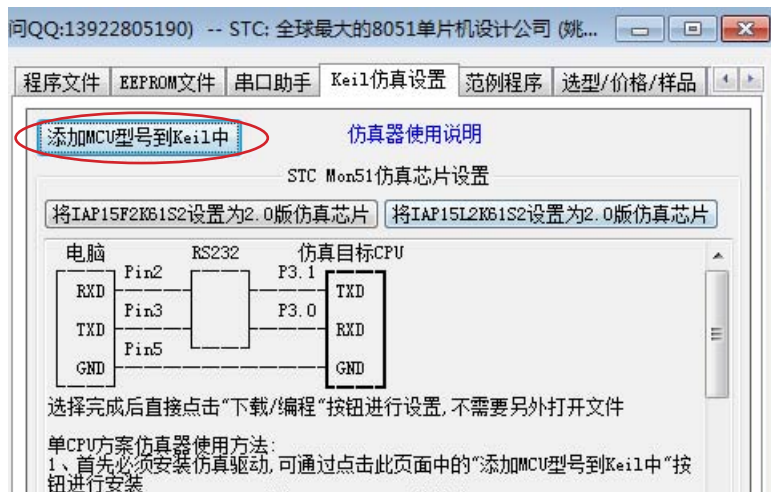 问QQ:13922805190) -- STC: 全球最大的8051单片机设计公司 (姚...
程序文件 EEPROM文件 串口助手 Keil仿真设置 范例程序 选型/价格/样品
添加MCU型号到Keil中 仿真器使用说明
STC Mon51仿真芯片设置
将IAP15F2K61S2设置为2.0版仿真芯片 将IAP15L2K61S2设置为2.0版仿真芯片
电脑 RS232 仿真目标CPU
Pin2 P3.1
RXD TXD
Pin3 P3.0
TXD RXD
Pin5
GND GND
选择完成后直接点击“下载/编程”按钮进行设置,不需要另外打开文件
单CPU方案仿真器使用方法:
1、首先必须安装仿真驱动,可通过点击此页面中的“添加MCU型号到Keil中”按
钮进行安装